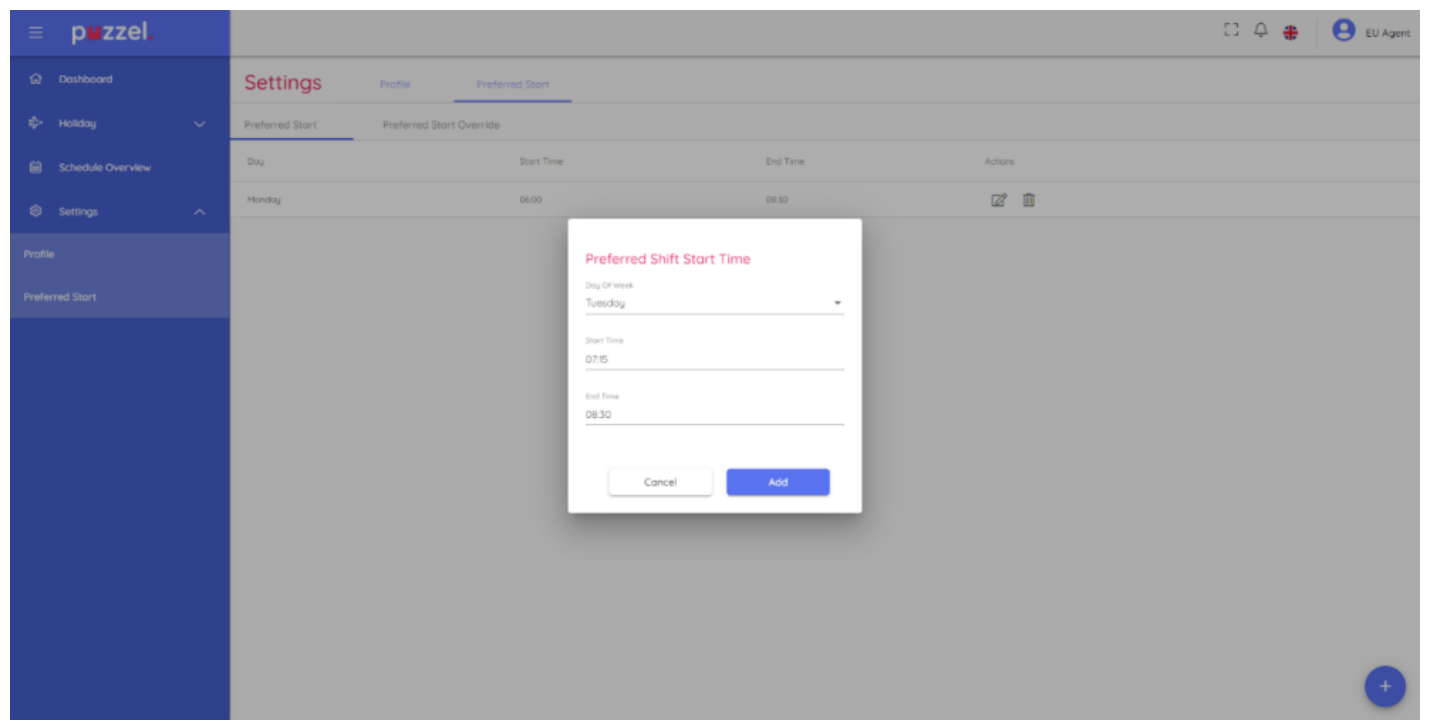 puzzel.
EU Agent
Dashboard
Holiday
Schedule Overview
Settings
Profile
Preferred Start
Settings
Profile
Preferred Start
Preferred Start
Preferred Start Override
Day
Start Time
End Time
Actions
Monday
06:00
08:30
Preferred Shift Start Time
Day Of Week
Tuesday
Start Time
07:15
End Time
08:30
Cancel
Add
+